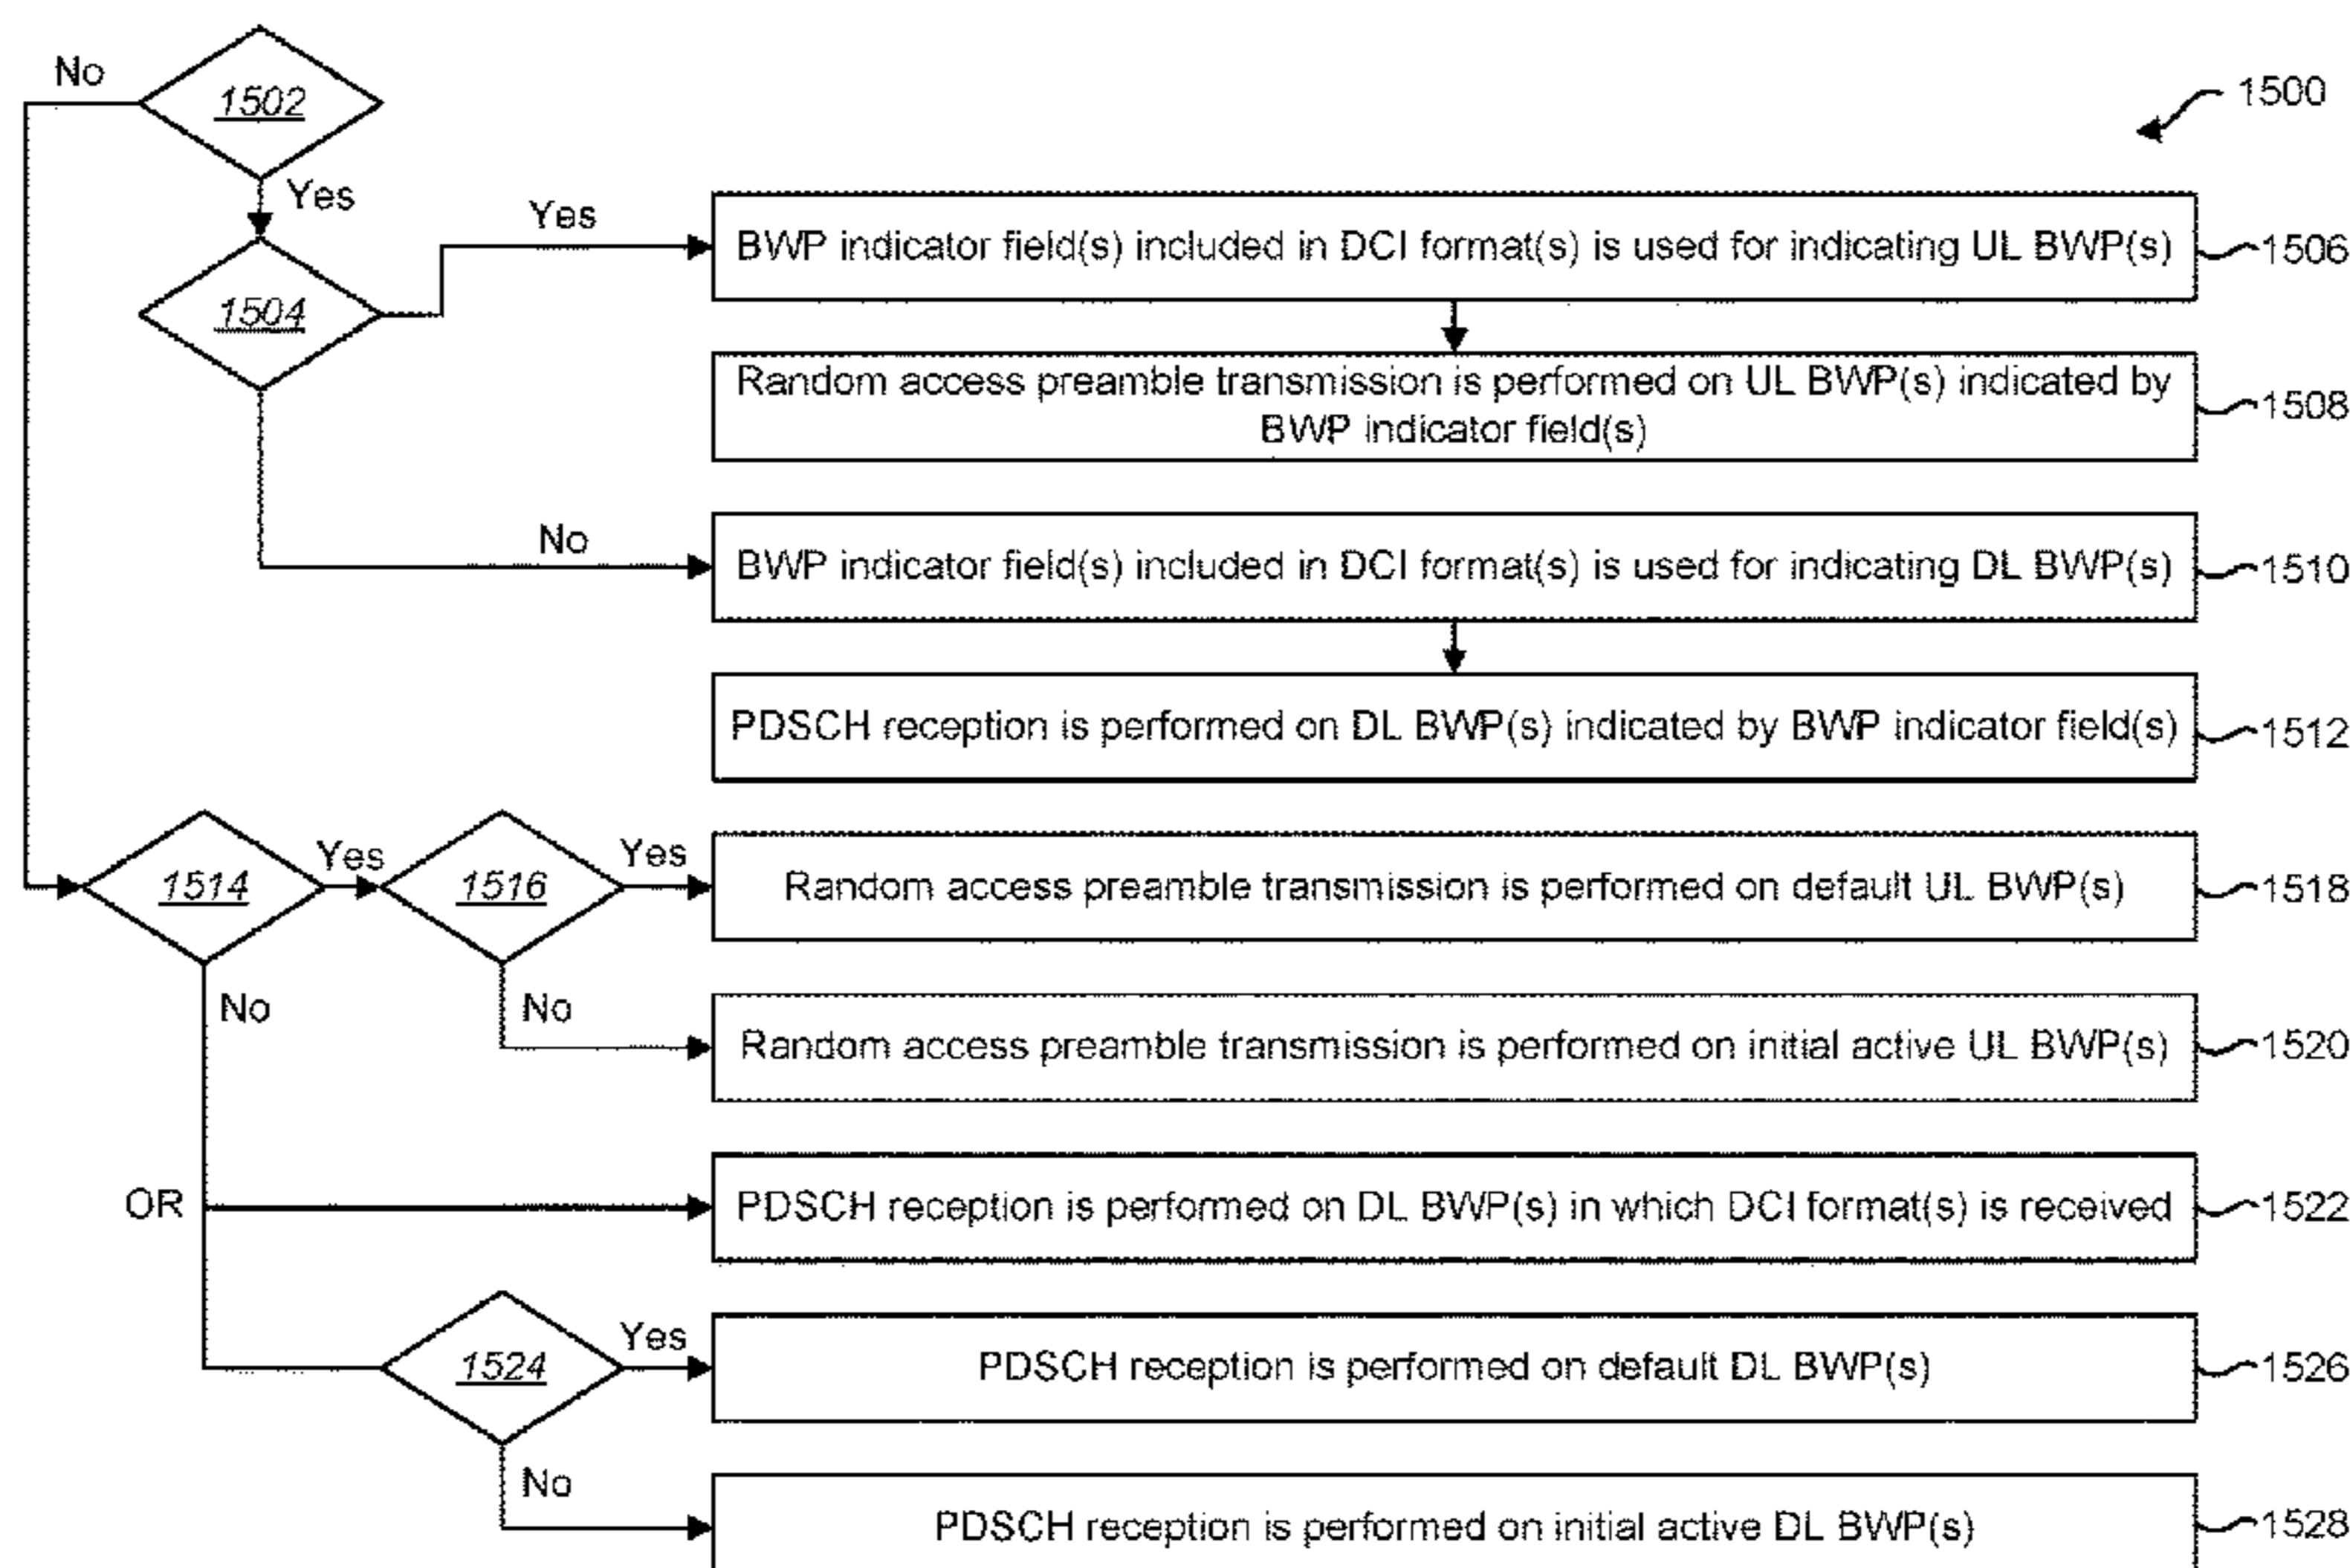 No
1502
1500
Yes
Yes
BWP indicator field(s) included in DCI format(s) is used for indicating UL BWP(s)
1506
1504
Random access preamble transmission is performed on UL BWP(s) indicated by
BWP indicator field(s)
1508
No
BWP indicator field(s) included in DCI format(s) is used for indicating DL BWP(s)
1510
PDSCH reception is performed on DL BWP(s) indicated by BWP indicator field(s)
1512
1514
Yes
1516
Yes
Random access preamble transmission is performed on default UL BWP(s)
1518
No
No
Random access preamble transmission is performed on initial active UL BWP(s)
1520
OR
PDSCH reception is performed on DL BWP(s) in which DCI format(s) is received
1522
1524
Yes
PDSCH reception is performed on default DL BWP(s)
1526
No
PDSCH reception is performed on initial active DL BWP(s)
1528